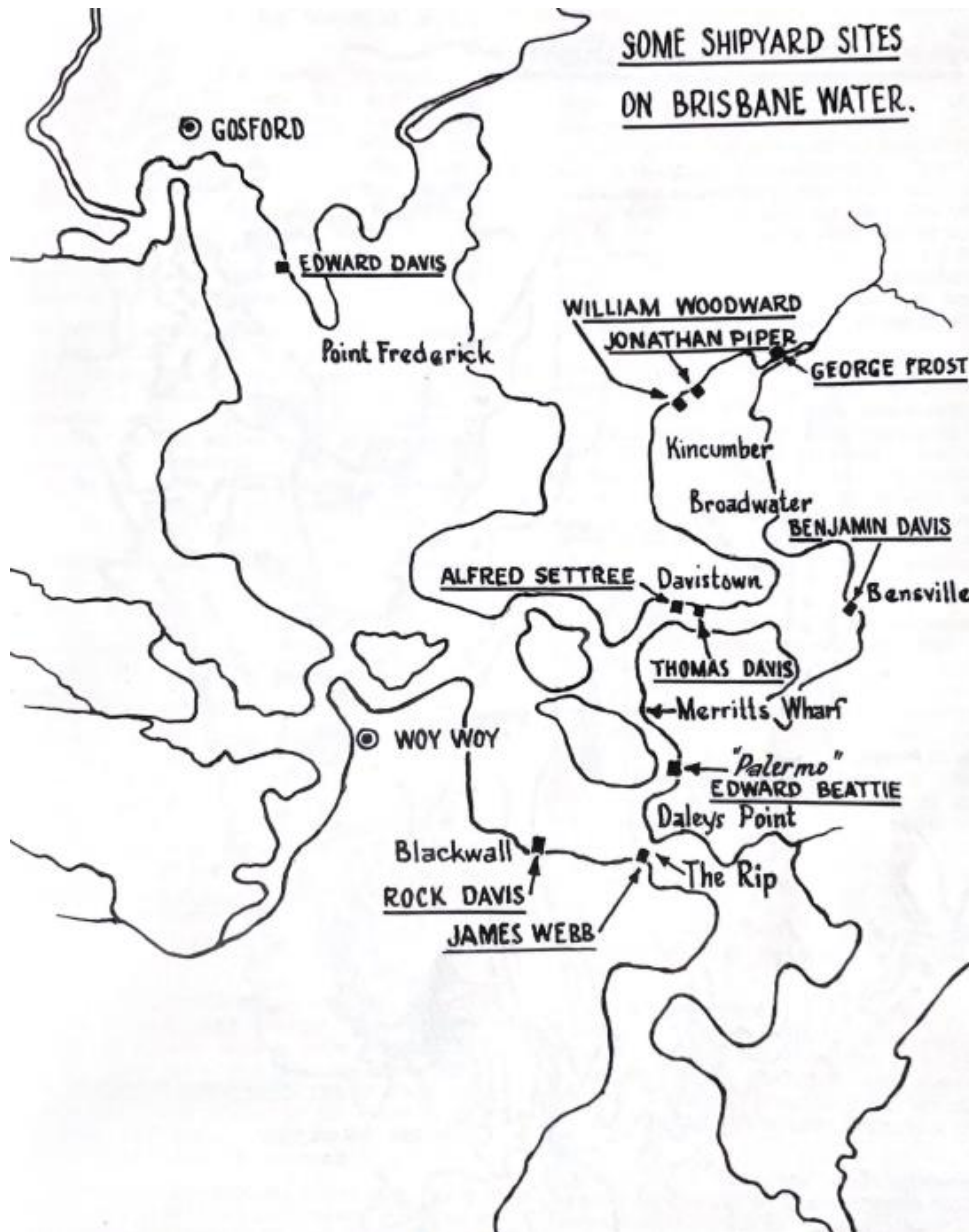 SOME SHIPYARD SITES
ON BRISBANE WATER.
GOSFORD
EDWARD DAVIS
Point Frederick
WILLIAM WOODWARD
JONATHAN PIPER
GEORGE FROST
Kincumber
Broadwater
BENJAMIN DAVIS
ALFRED SETTREE
Davistown
Bensville
THOMAS DAVIS
Merritts Wharf
WOY WOY
"Palermo"
EDWARD BEATTIE
Daleys Point
Blackwall
The Rip
ROCK DAVIS
JAMES WEBB